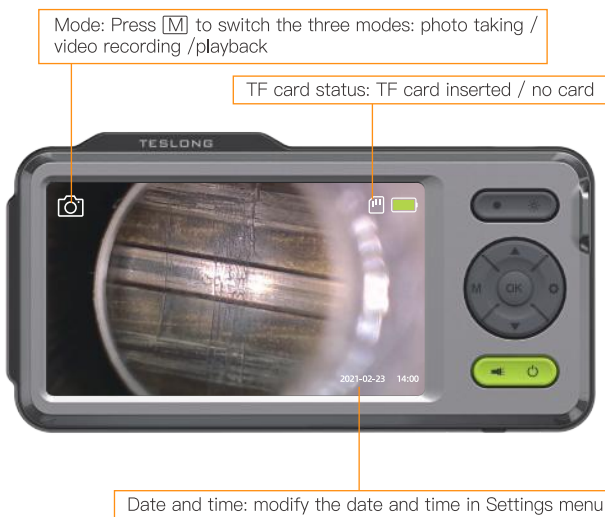 Mode: Press M to switch the three modes: photo taking /
video recording /playback
TF card status: TF card inserted / no card
TESLONG
M
OK
2021-02-23 14:00
Date and time: modify the date and time in Settings menu